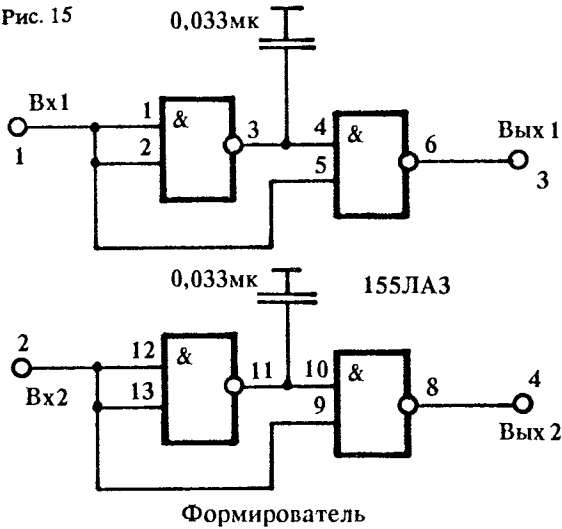 Рис. 15
0,033мк
Вх1
1
1
2
&
3
4
5
&
6
Вых 1
3
0,033мк
155ЛА3
2
Вх2
12
13
&
11
10
9
&
8
4
Вых 2
Формирователь